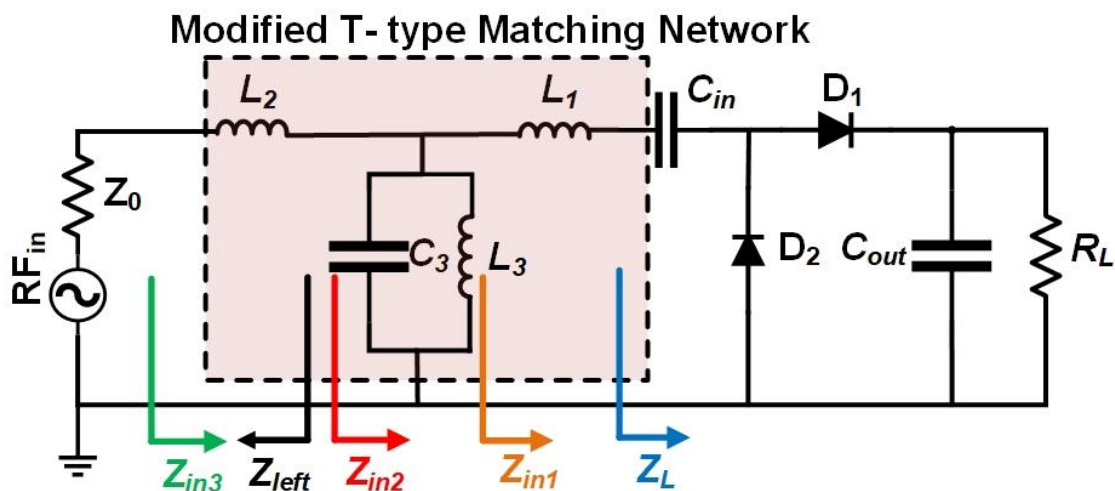 Modified T- type Matching Network
L2
L1
Cin
D1
Z0
RFin
C3
L3
D2
Cout
RL
Zin3
Zleft
Zin2
Zin1
ZL